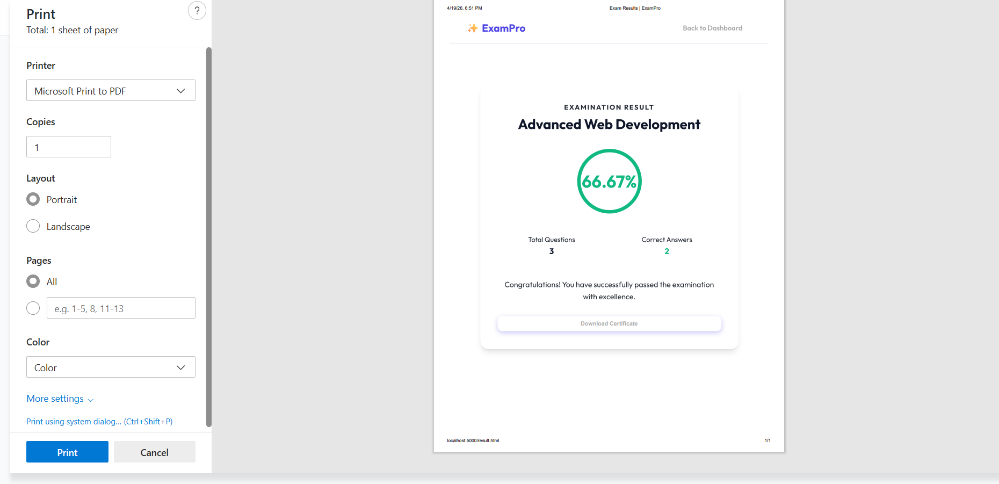 Print
Total: 1 sheet of paper
?
Printer
Microsoft Print to PDF
Copies
1
Layout
Portrait
Landscape
Pages
All
e.g. 1-5, 8, 11-13
Color
Color
More settings
Print using system dialog... (Ctrl+Shift+P)
Print
Cancel
4/19/26, 6:51 PM
Exam Results | ExamPro
ExamPro
Back to Dashboard
EXAMINATION RESULT
Advanced Web Development
66.67%
Total Questions
3
Correct Answers
2
Congratulations! You have successfully passed the examination
with excellence.
Download Certificate
localhost:5000/result.html
1/1